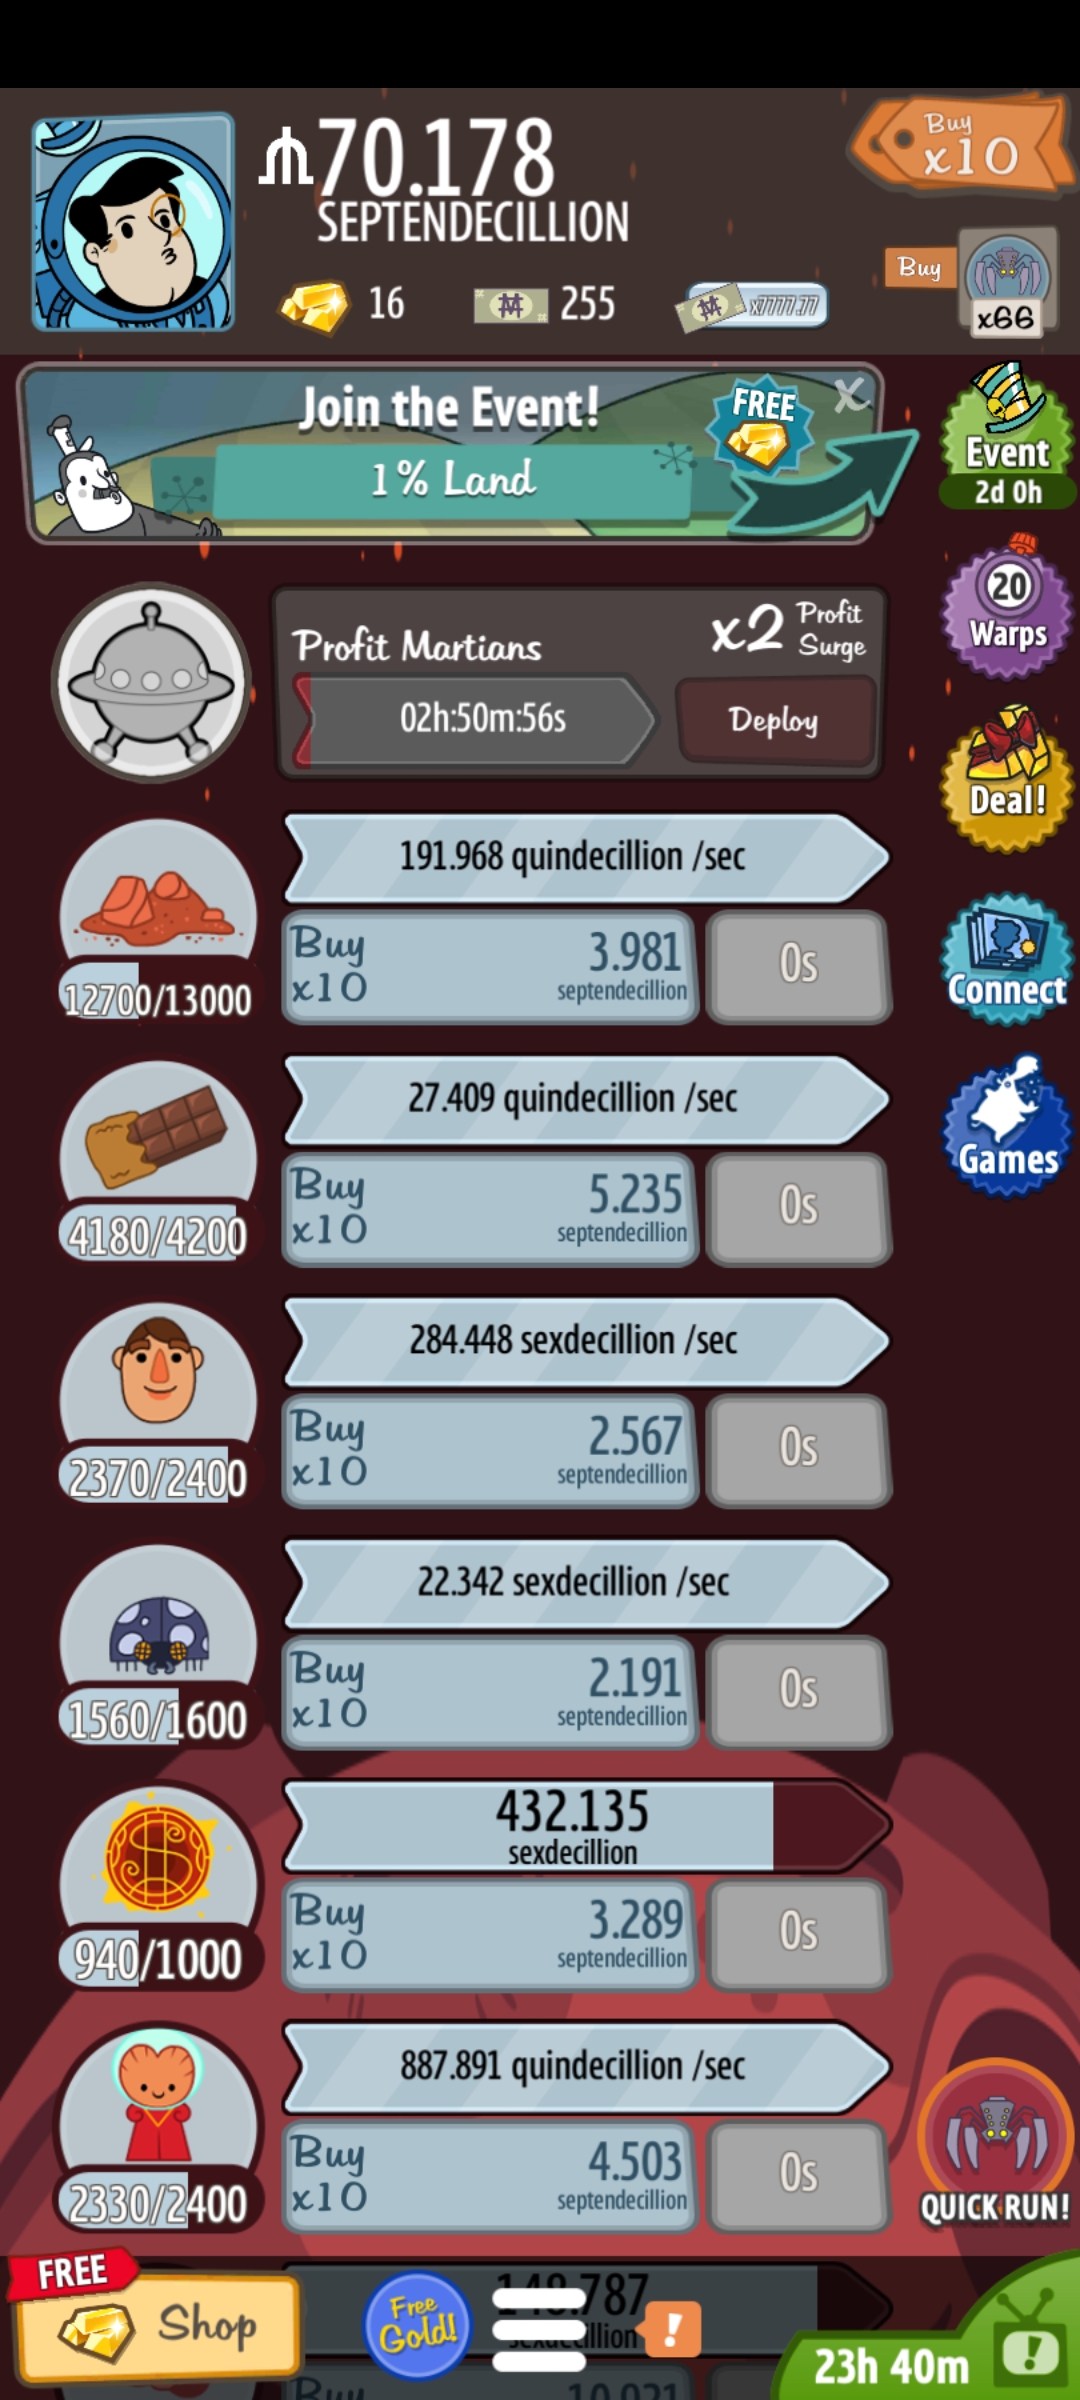 70.178
SEPTENDECILLION
Buy
x10
16
255
x7777.77
Buy
x66
Join the Event!
FREE
X
1% Land
Event
2d 0h
20
Warps
Profit Martians
x2 Profit
Surge
02h:50m:56s
Deploy
Deal!
191.968 quindecillion /sec
Buy
x10
3.981
septendecillion
0s
12700/13000
Connect
27.409 quindecillion /sec
Buy
x10
5.235
septendecillion
0s
4180/4200
Games
284.448 sexdecillion /sec
Buy
x10
2.567
septendecillion
0s
2370/2400
22.342 sexdecillion /sec
Buy
x10
2.191
septendecillion
0s
1560/1600
432.135
sexdecillion
Buy
x10
3.289
septendecillion
0s
940/1000
887.891 quindecillion /sec
Buy
x10
4.503
septendecillion
0s
2330/2400
QUICK RUN!
FREE
Shop
Free
Gold!
!
23h 40m
!
Buy